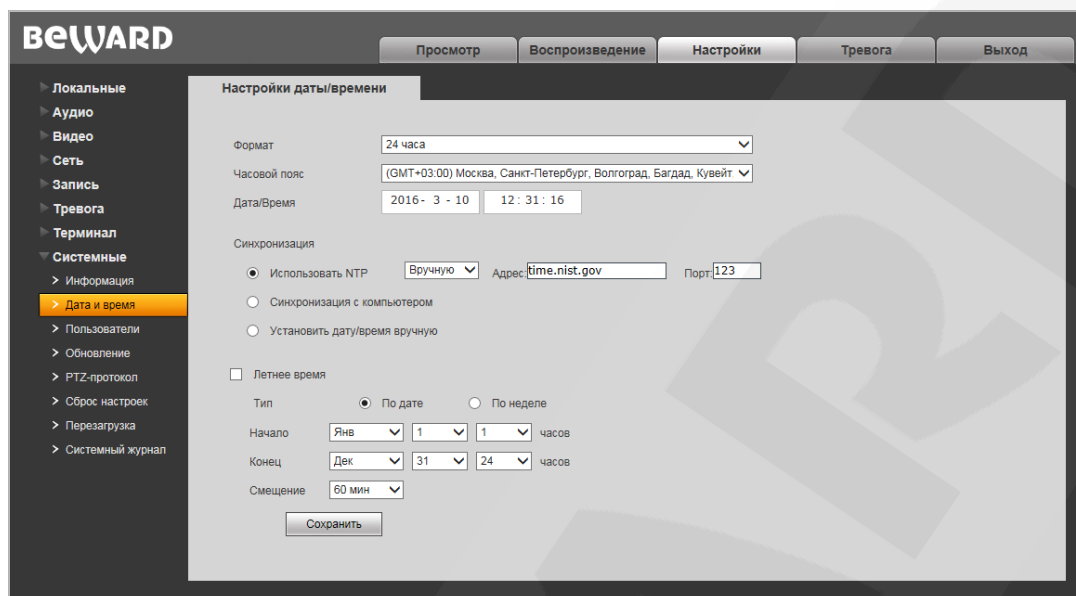 BEWARD
Просмотр Воспроизведение Настройки Тревога Выход
Локальные
Аудио
Видео
Сеть
Запись
Тревога
Терминал
Системные
Информация
Дата и время
Пользователи
Обновление
PTZ-протокол
Сброс настроек
Перезагрузка
Системный журнал
Настройки даты/времени
Формат 24 часа
Часовой пояс (GMT+03:00) Москва, Санкт-Петербург, Волгоград, Багдад, Кувейт
Дата/Время 2016- 3 - 10 12: 31: 16
Синхронизация
Использовать NTP Вручную Адрес: time.nist.gov Порт: 123
Синхронизация с компьютером
Установить дату/время вручную
Летнее время
Тип По дате По неделе
Начало Янв 1 1 часов
Конец Дек 31 24 часов
Смещение 60 мин
Сохранить